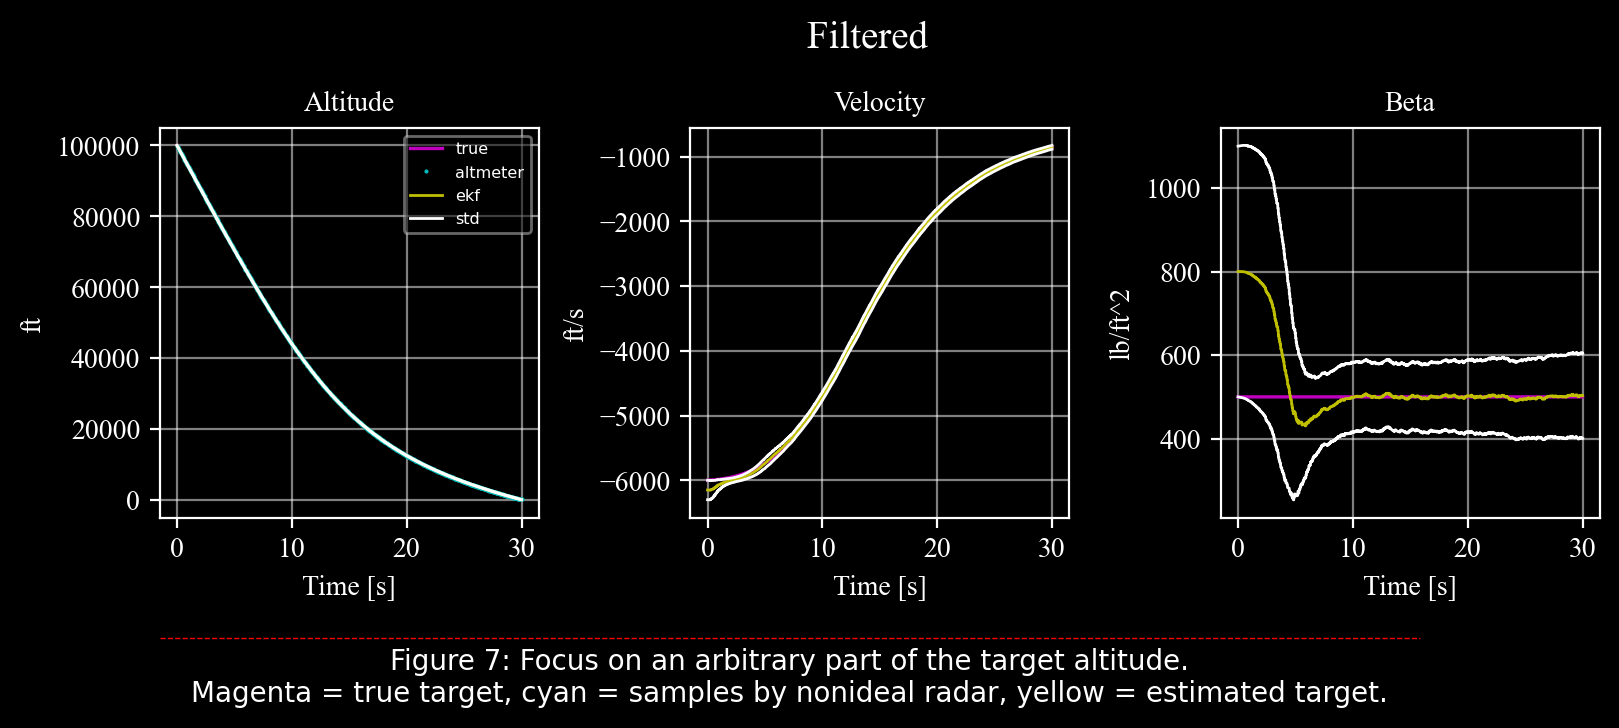 Filtered
Altitude
100000
80000
60000
40000
20000
0
ft
0 10 20 30
Time [s]
true
altmeter
ekf
std
Velocity
−1000
−2000
−3000
−4000
−5000
−6000
ft/s
0 10 20 30
Time [s]
Beta
1000
800
600
400
lb/ft^2
0 10 20 30
Time [s]
Figure 7: Focus on an arbitrary part of the target altitude.
Magenta = true target, cyan = samples by nonideal radar, yellow = estimated target.